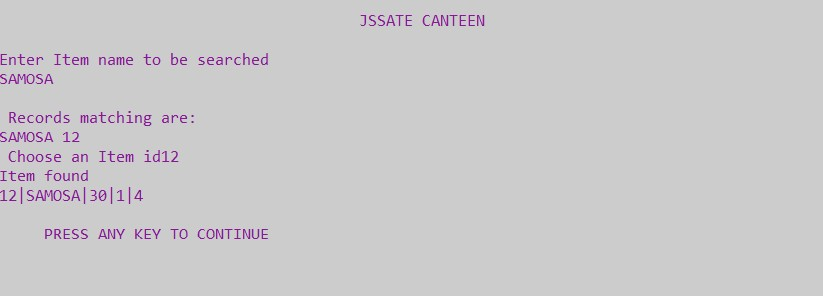 JSSATE CANTEEN
Enter Item name to be searched
SAMOSA
Records matching are:
SAMOSA 12
Choose an Item id12
Item found
12|SAMOSA|30|1|4
PRESS ANY KEY TO CONTINUE